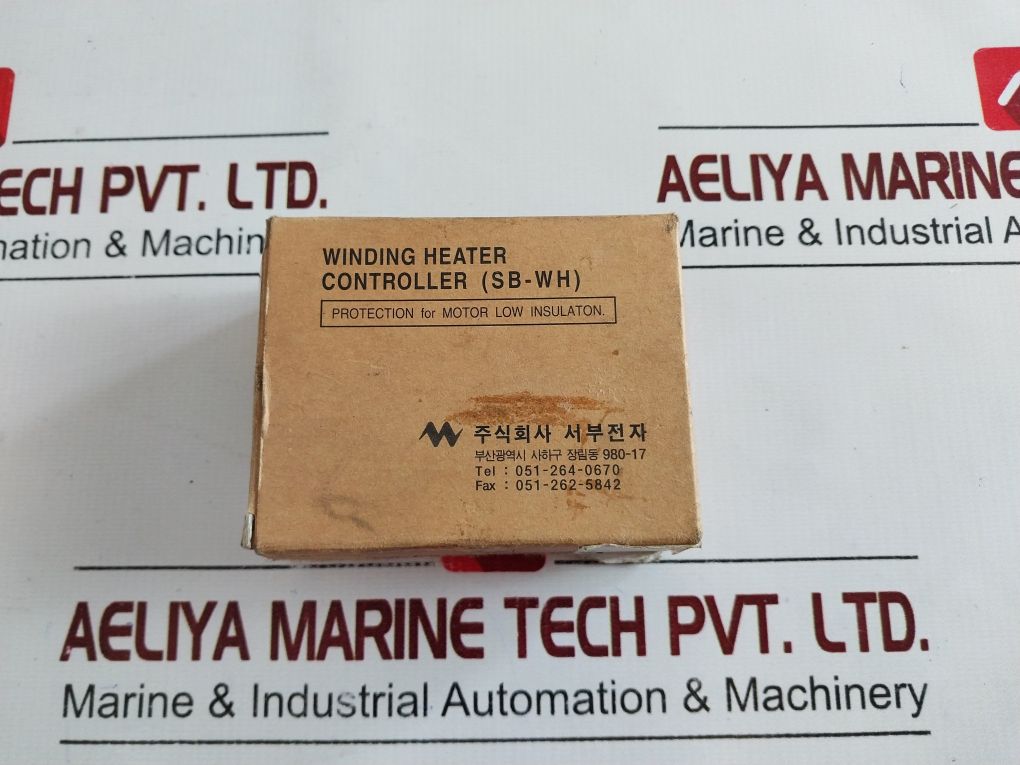 ECH PVT. LTD.
mation & Machin
AELIYA MARINE
Marine & Industrial A
WINDING HEATER
CONTROLLER (SB-WH)
PROTECTION for MOTOR LOW INSULATON.
주식회사 서부전자
부산광역시 사하구 장림동 980-17
Tel : 051-264-0670
Fax : 051-262-5842
AELIYA MARINE TECH PVT. LTD.
Marine & Industrial Automation & Machinery